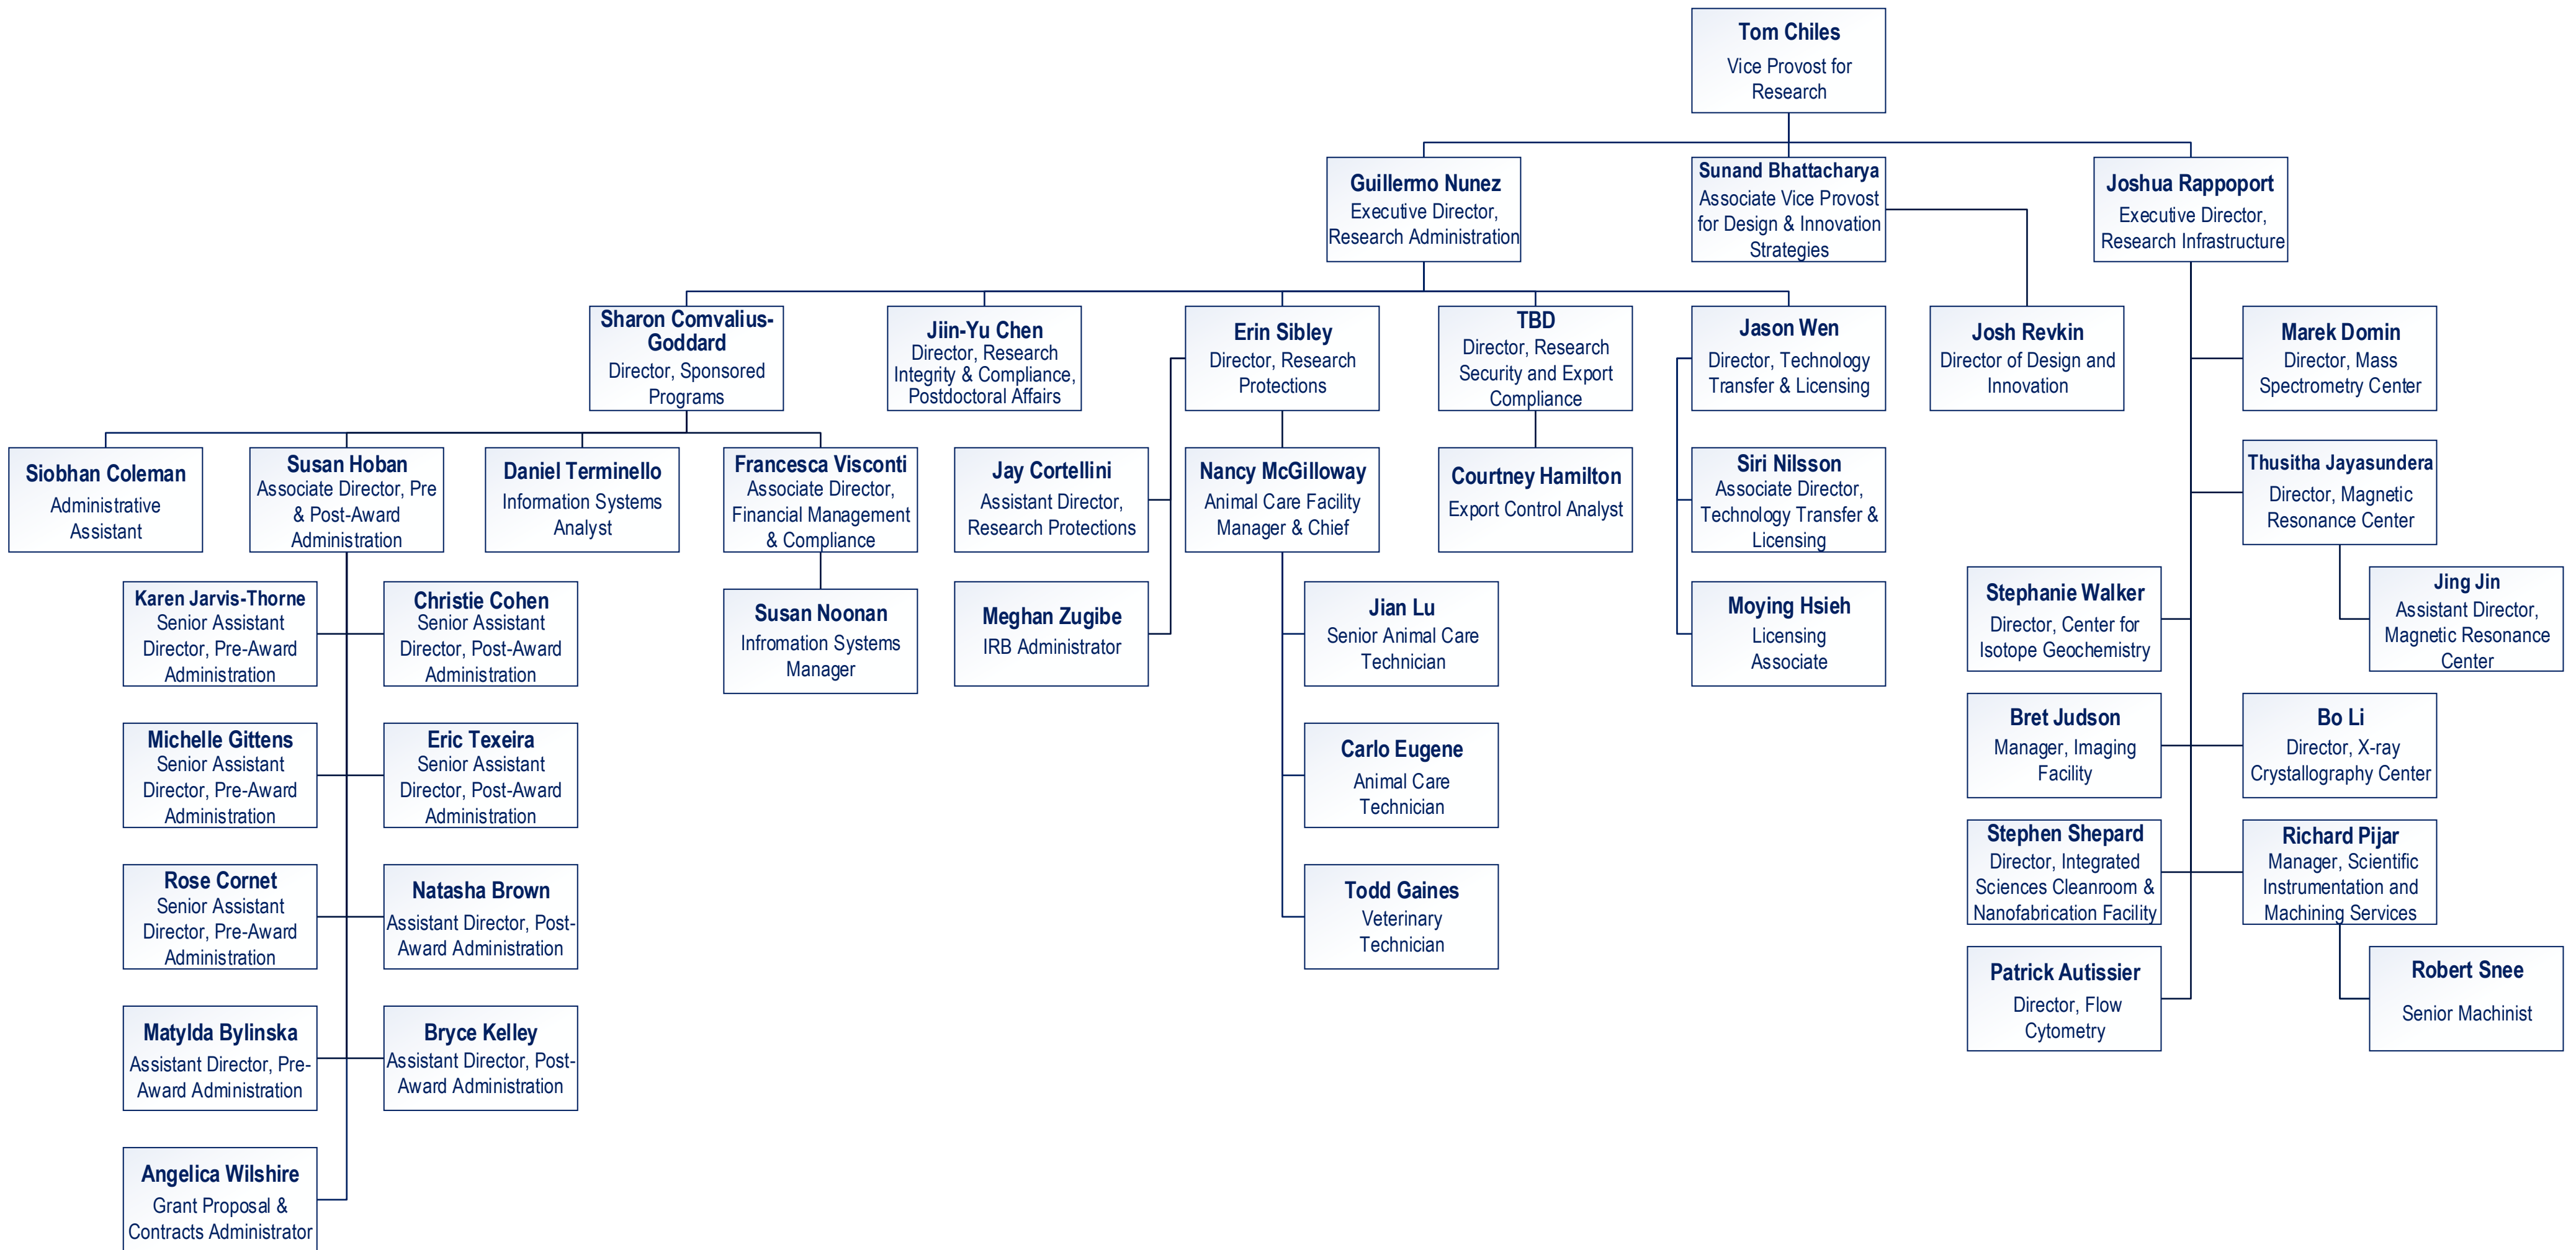 Tom Chiles
Vice Provost for
Research
Guillermo Nunez
Executive Director,
Research Administration
Sunand Bhattacharya
Associate Vice Provost
for Design & Innovation
Strategies
Joshua Rappoport
Executive Director,
Research Infrastructure
Sharon Comvalius-
Goddard
Director, Sponsored
Programs
Jiin-Yu Chen
Director, Research
Integrity & Compliance,
Postdoctoral Affairs
Erin Sibley
Director, Research
Protections
TBD
Director, Research
Security and Export
Compliance
Jason Wen
Director, Technology
Transfer & Licensing
Josh Revkin
Director of Design and
Innovation
Marek Domin
Director, Mass
Spectrometry Center
Siobhan Coleman
Administrative
Assistant
Susan Hoban
Associate Director, Pre
& Post-Award
Administration
Daniel Terminello
Information Systems
Analyst
Francesca Visconti
Associate Director,
Financial Management
& Compliance
Jay Cortellini
Assistant Director,
Research Protections
Nancy McGilloway
Animal Care Facility
Manager & Chief
Courtney Hamilton
Export Control Analyst
Siri Nilsson
Associate Director,
Technology Transfer &
Licensing
Thusitha Jayasundera
Director, Magnetic
Resonance Center
Karen Jarvis-Thorne
Senior Assistant
Director, Pre-Award
Administration
Christie Cohen
Senior Assistant
Director, Post-Award
Administration
Susan Noonan
Infromation Systems
Manager
Meghan Zugibe
IRB Administrator
Jian Lu
Senior Animal Care
Technician
Moying Hsieh
Licensing
Associate
Stephanie Walker
Director, Center for
Isotope Geochemistry
Jing Jin
Assistant Director,
Magnetic Resonance
Center
Michelle Gittens
Senior Assistant
Director, Pre-Award
Administration
Eric Texeira
Senior Assistant
Director, Post-Award
Administration
Carlo Eugene
Animal Care
Technician
Bret Judson
Manager, Imaging
Facility
Bo Li
Director, X-ray
Crystallography Center
Rose Cornet
Senior Assistant
Director, Pre-Award
Administration
Natasha Brown
Assistant Director, Post-
Award Administration
Todd Gaines
Veterinary
Technician
Stephen Shepard
Director, Integrated
Sciences Cleanroom &
Nanofabrication Facility
Richard Pijar
Manager, Scientific
Instrumentation and
Machining Services
Matylda Bylinska
Assistant Director, Pre-
Award Administration
Bryce Kelley
Assistant Director, Post-
Award Administration
Patrick Autissier
Director, Flow
Cytometry
Robert Snee
Senior Machinist
Angelica Wilshire
Grant Proposal &
Contracts Administrator